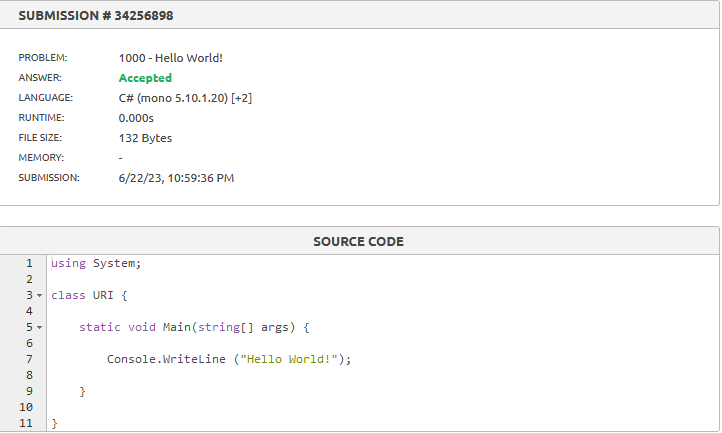 SUBMISSION # 34256898
PROBLEM: 1000 - Hello World!
ANSWER: Accepted
LANGUAGE: C# (mono 5.10.1.20) [+2]
RUNTIME: 0.000s
FILE SIZE: 132 Bytes
MEMORY: -
SUBMISSION: 6/22/23, 10:59:36 PM
SOURCE CODE
1 using System;
2
3 class URI {
4
5 static void Main(string[] args) {
6
7 Console.WriteLine ("Hello World!");
8
9 }
10
11 }